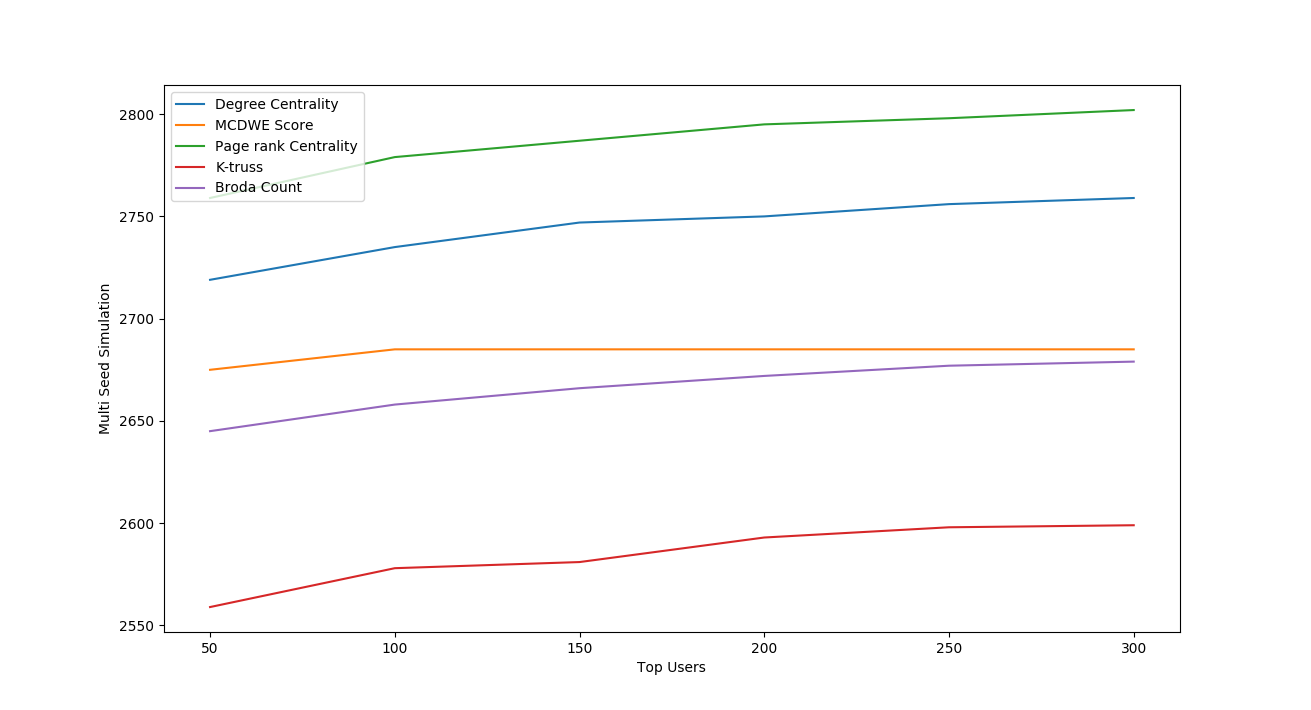 Degree Centrality
MCDWE Score
Page rank Centrality
K-truss
Broda Count
2800
2750
2700
2650
2600
2550
Multi Seed Simulation
50 100 150 200 250 300
Top Users